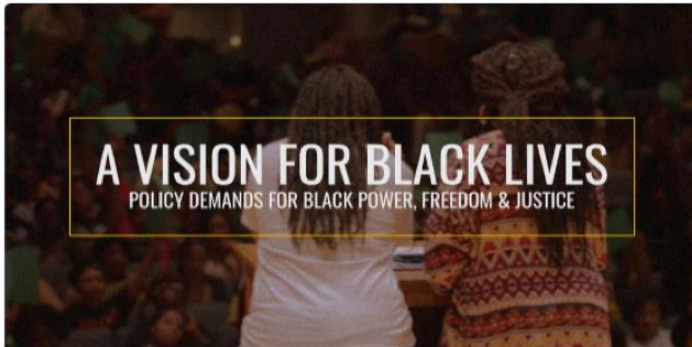 A VISION FOR BLACK LIVES
POLICY DEMANDS FOR BLACK POWER, FREEDOM & JUSTICE